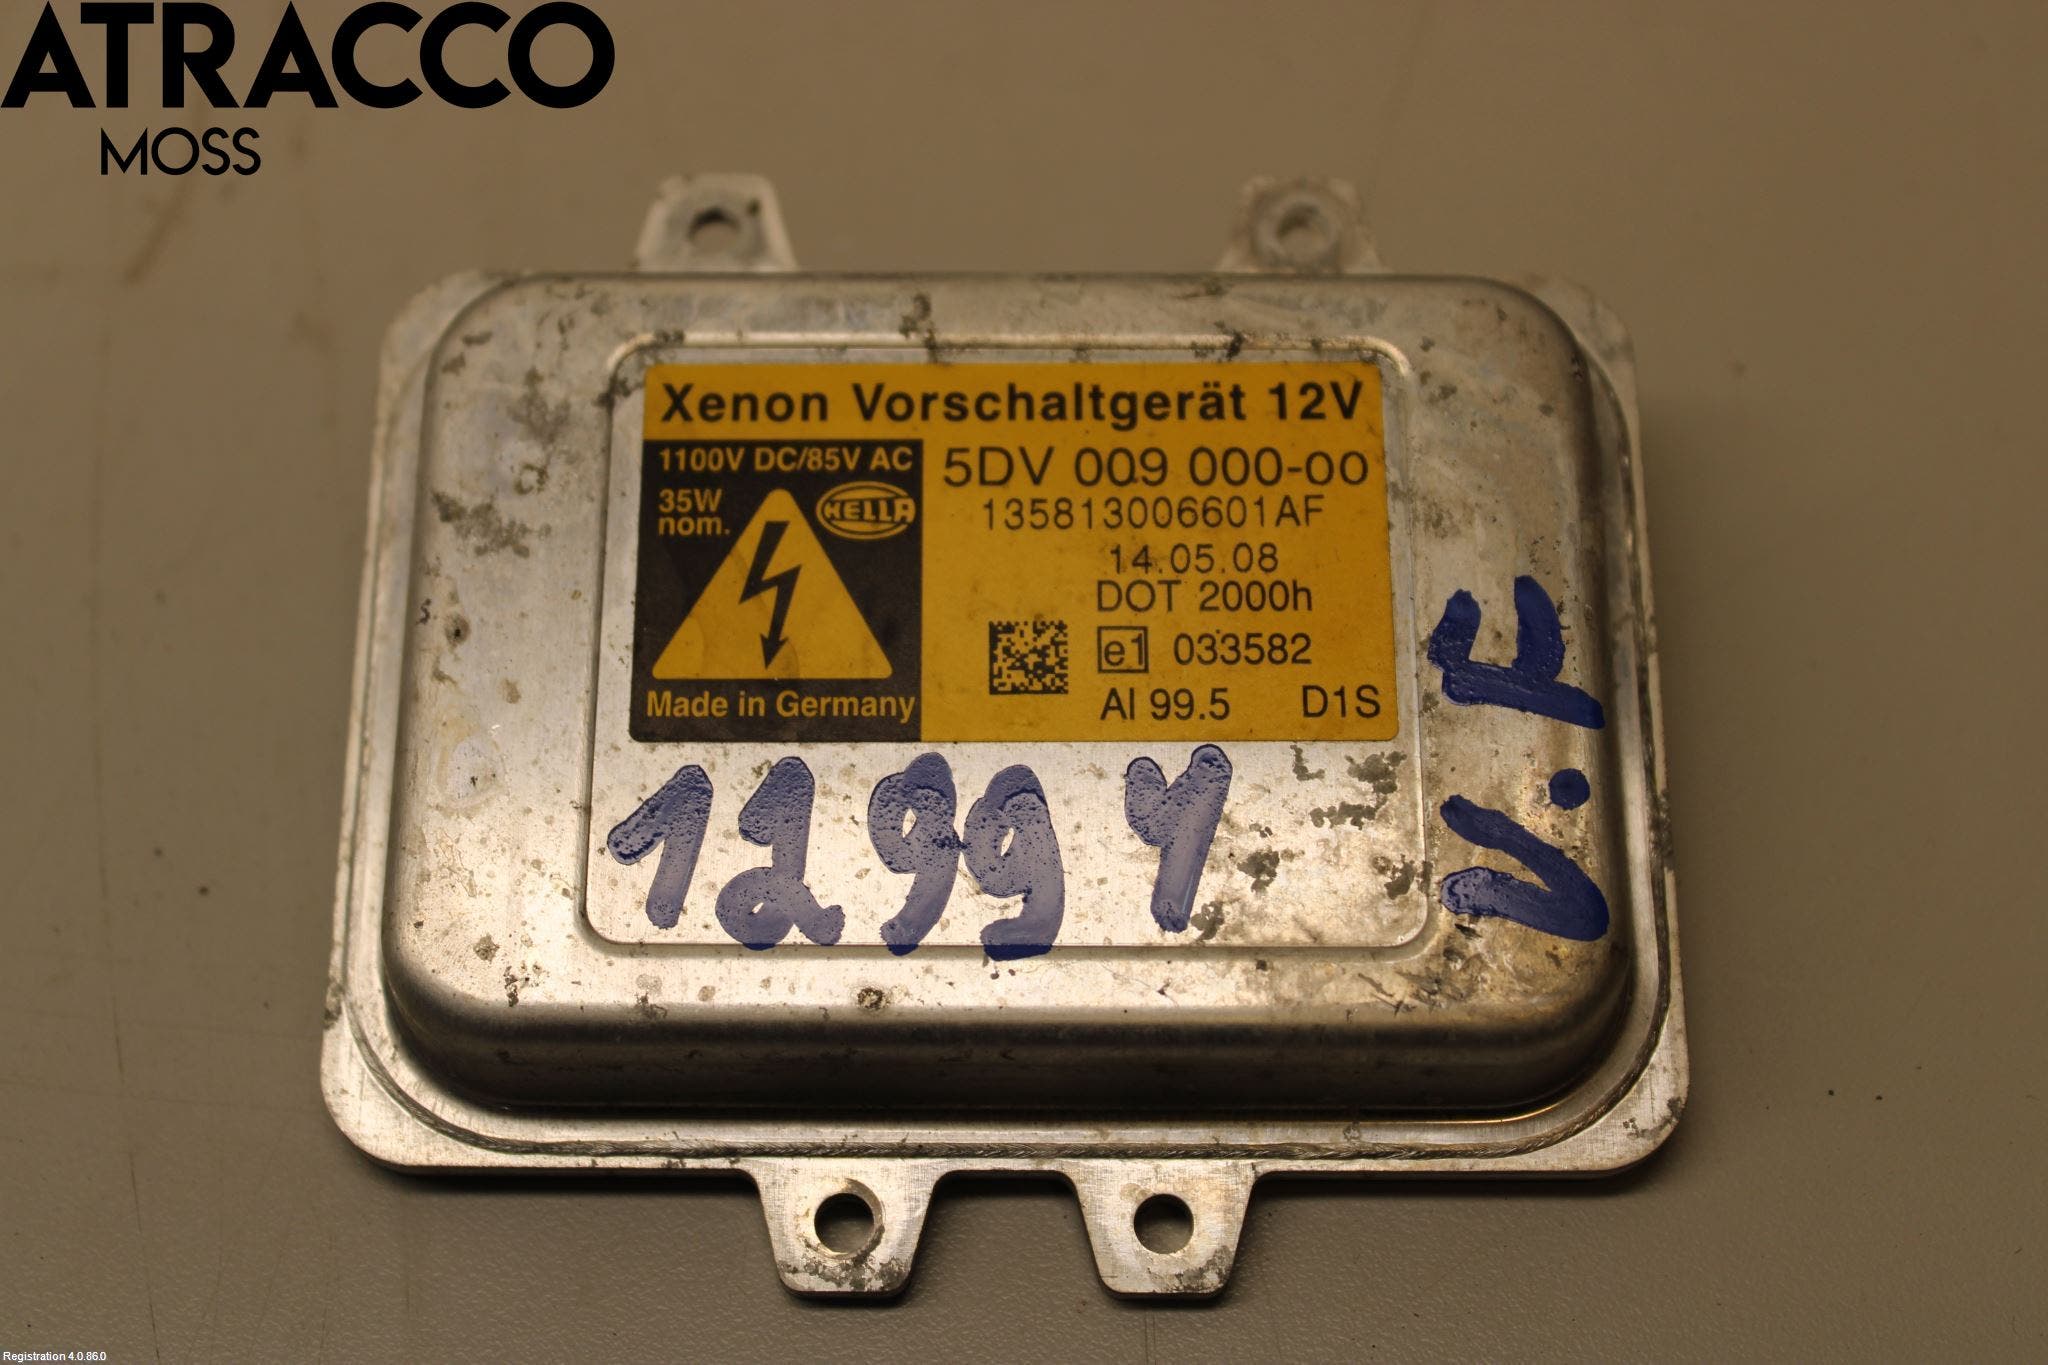 ATRACCO
MOSS
Xenon Vorschaltgerät 12V
1100V DC/85V AC
35W
nom.
HELLA
Made in Germany
5DV 009 000-00
135813006601AF
14.05.08
DOT 2000h
e1 033582
Al 99.5 D1S
1299Y
V.F
Registration 4.0.86.0